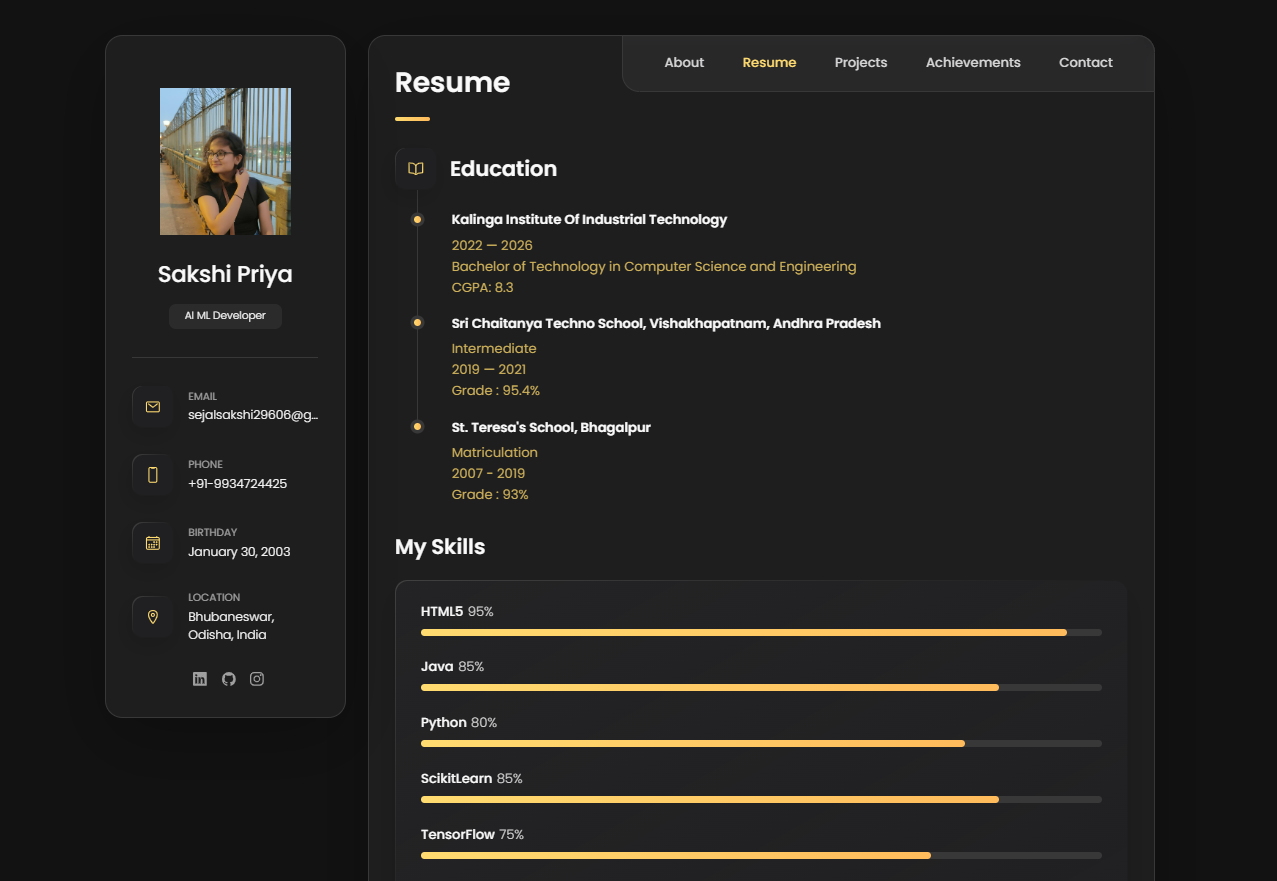 Sakshi Priya
AI ML Developer
EMAIL
sejalsakshi29606@g...
PHONE
+91-9934724425
BIRTHDAY
January 30, 2003
LOCATION
Bhubaneswar,
Odisha, India
About Resume Projects Achievements Contact
Resume
Education
Kalinga Institute Of Industrial Technology
2022 — 2026
Bachelor of Technology in Computer Science and Engineering
CGPA: 8.3
Sri Chaitanya Techno School, Vishakhapatnam, Andhra Pradesh
Intermediate
2019 — 2021
Grade : 95.4%
St. Teresa's School, Bhagalpur
Matriculation
2007 - 2019
Grade : 93%
My Skills
HTML5 95%
Java 85%
Python 80%
ScikitLearn 85%
TensorFlow 75%